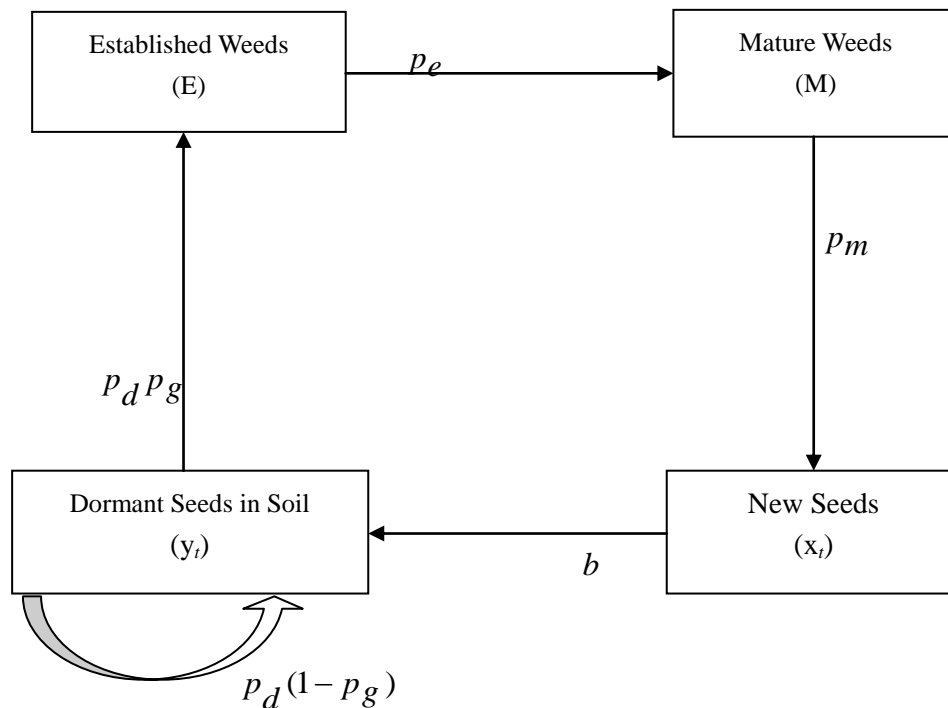 Established Weeds
(E)
p_e
Mature Weeds
(M)
p_m
p_d p_g
Dormant Seeds in Soil
(y_t)
b
New Seeds
(x_t)
p_d(1 − p_g)